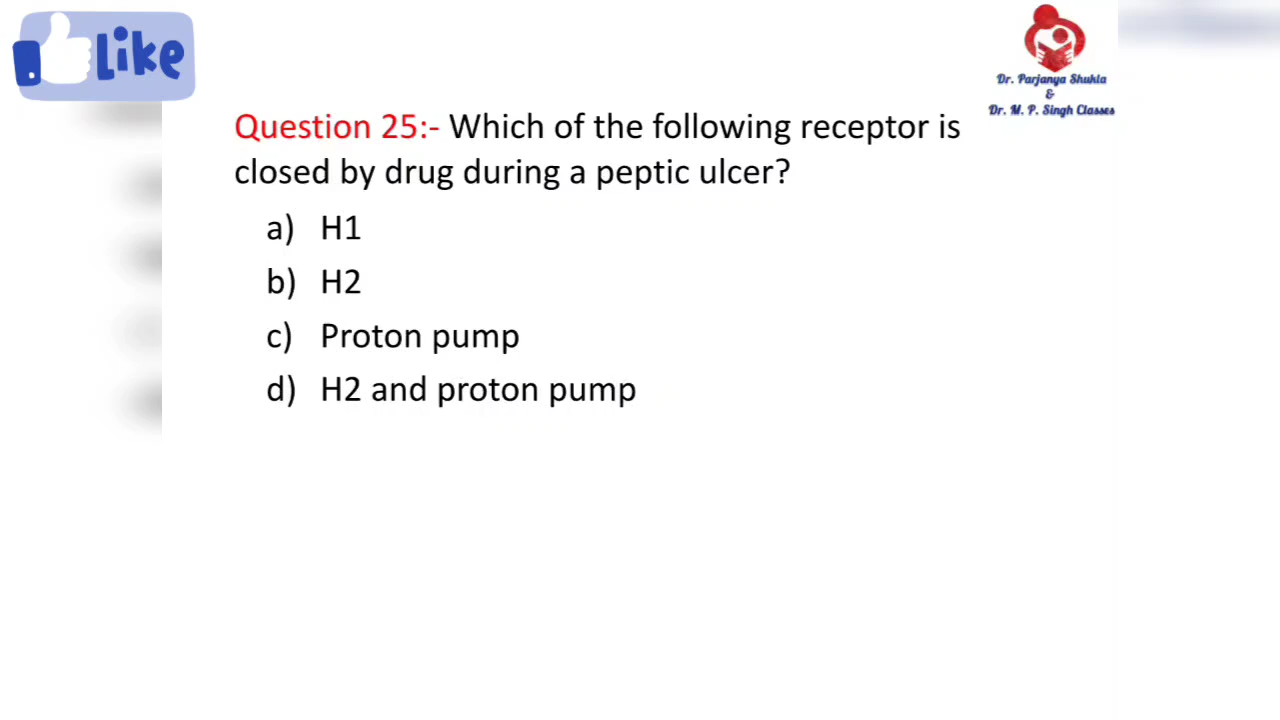 Like
Dr. Parjanya Shukla
&
Dr. M. P. Singh Classes
Question 25:- Which of the following receptor is
closed by drug during a peptic ulcer?
a) H1
b) H2
c) Proton pump
d) H2 and proton pump